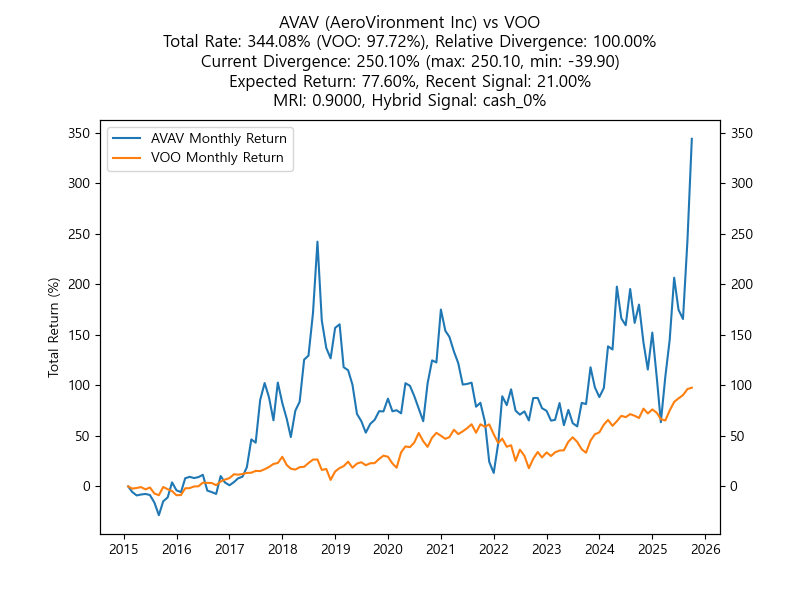 AVAV (AeroVironment Inc) vs VOO
Total Rate: 344.08% (VOO: 97.72%), Relative Divergence: 100.00%
Current Divergence: 250.10% (max: 250.10, min: -39.90)
Expected Return: 77.60%, Recent Signal: 21.00%
MRI: 0.9000, Hybrid Signal: cash_0%
AVAV Monthly Return
VOO Monthly Return
Total Return (%)
350 350
300 300
250 250
200 200
150 150
100 100
50 50
0 0
2015 2016 2017 2018 2019 2020 2021 2022 2023 2024 2025 2026